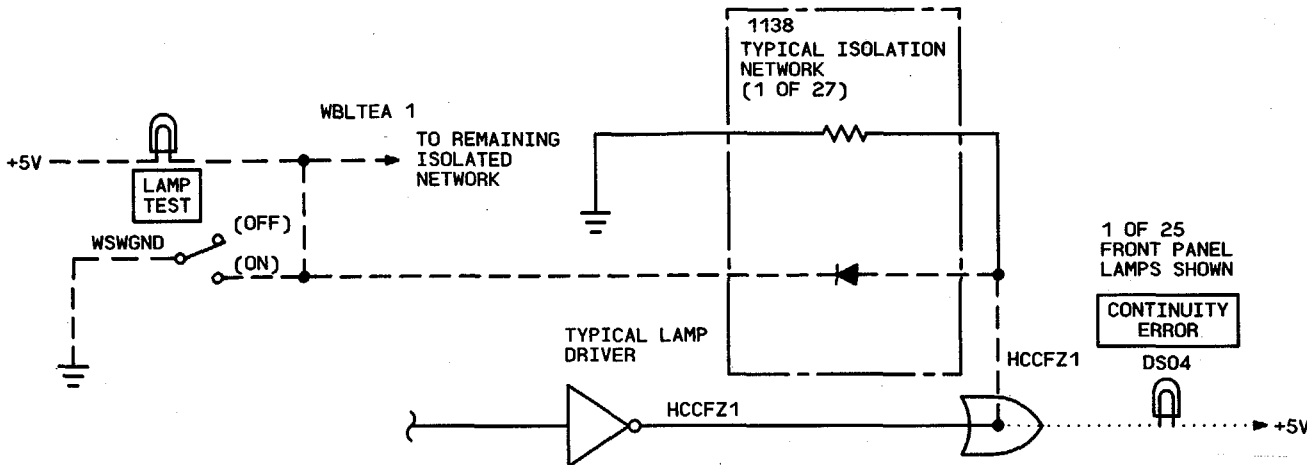 1138
TYPICAL ISOLATION
NETWORK
(1 OF 27)
WBLTEA 1
TO REMAINING
ISOLATED
NETWORK
+5V
LAMP
TEST
(OFF)
WSWGND
(ON)
1 OF 25
FRONT PANEL
LAMPS SHOWN
CONTINUITY
ERROR
TYPICAL LAMP
DRIVER
HCCFZ1
DS04
HCCFZ1
+5V